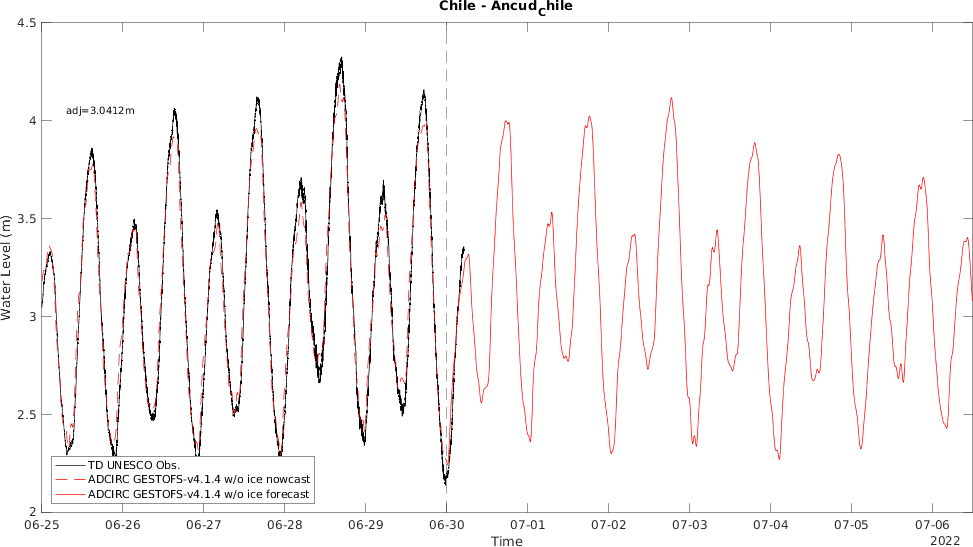 Chile - Ancud_Chile
4.5
4
3.5
3
2.5
2
Water Level (m)
adj=3.0412m
TD UNESCO Obs.
ADCIRC GESTOFS-v4.1.4 w/o ice nowcast
ADCIRC GESTOFS-v4.1.4 w/o ice forecast
06-25 06-26 06-27 06-28 06-29 06-30 07-01 07-02 07-03 07-04 07-05 07-06
Time
2022